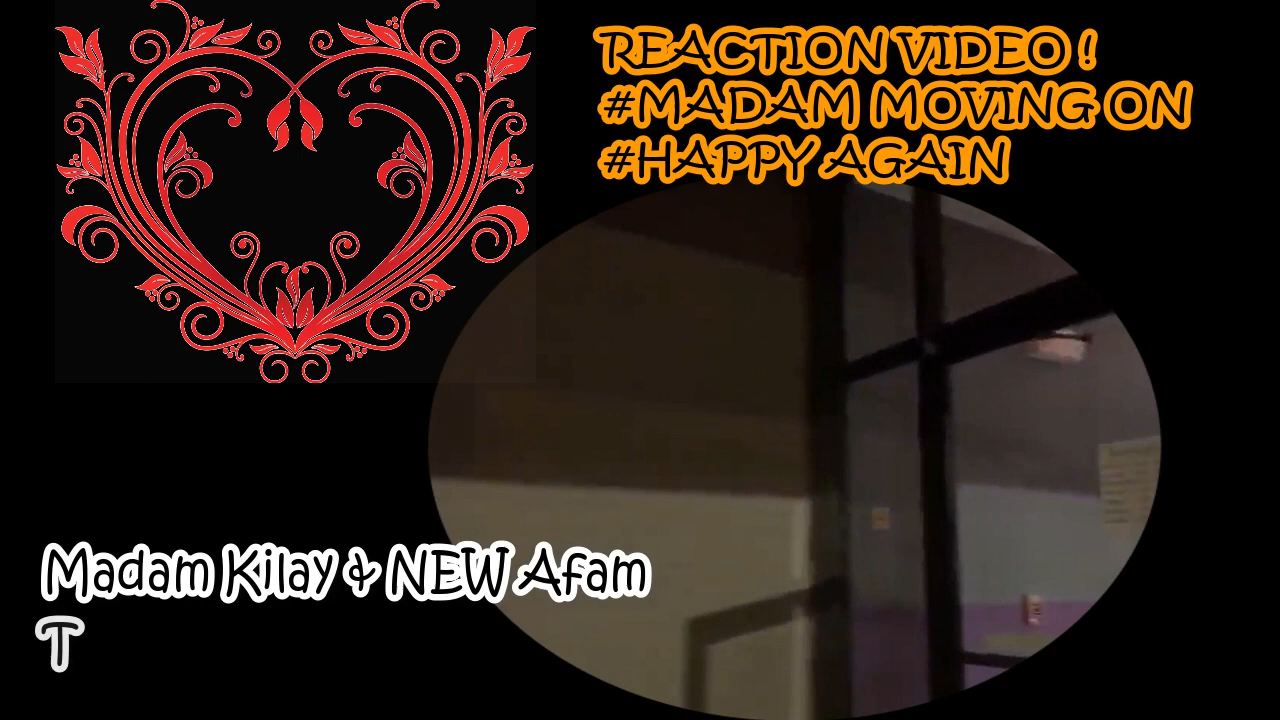 REACTION VIDEO !
#MADAM MOVING ON
#HAPPY AGAIN
Madam Kilay & NEW Afam
T